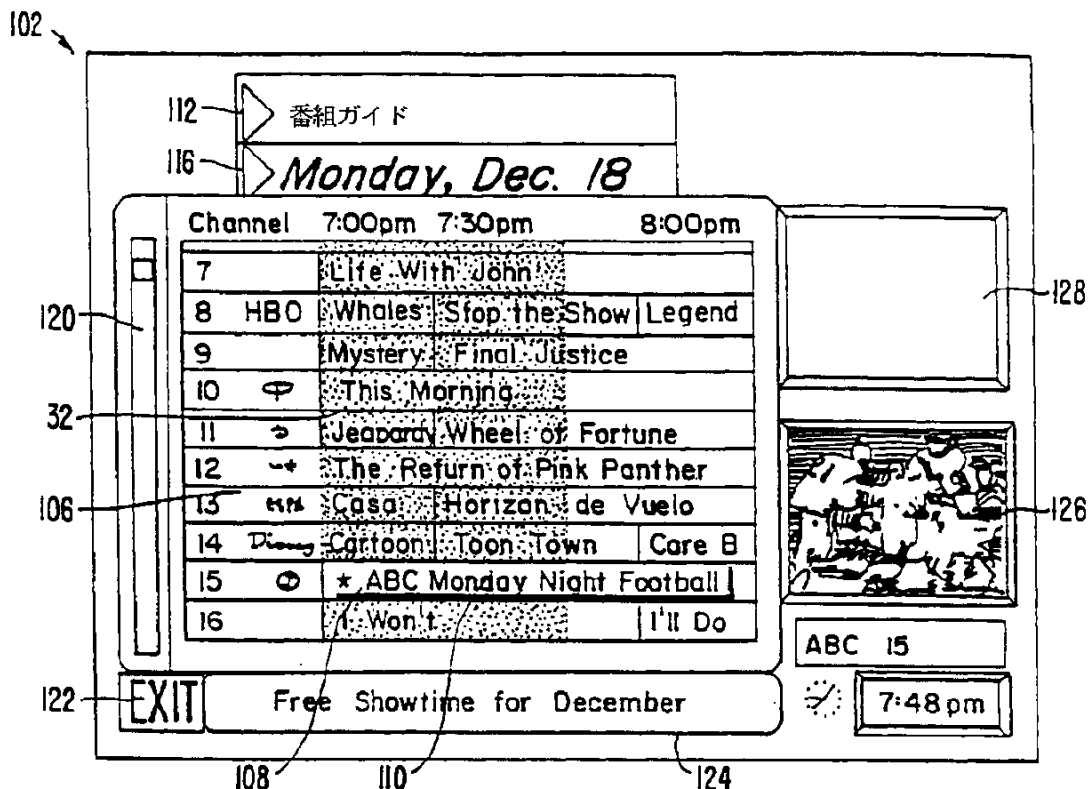 102
112 番組ガイド
116 Monday, Dec. 18
Channel 7:00pm 7:30pm 8:00pm
7 Life With John
8 HBO Whales Stop the Show Legend
128
120
9 Mystery Final Justice
10 This Morning
32
11 Jeopardy Wheel of Fortune
12 The Return of Pink Panther
106
13 Casa Horizon de Vuelo
126
14 Disney Cartoon Toon Town Care B
15 ★ ABC Monday Night Football
16 I Won't I'll Do
ABC 15
122 EXIT Free Showtime for December
7:48pm
108 110 124